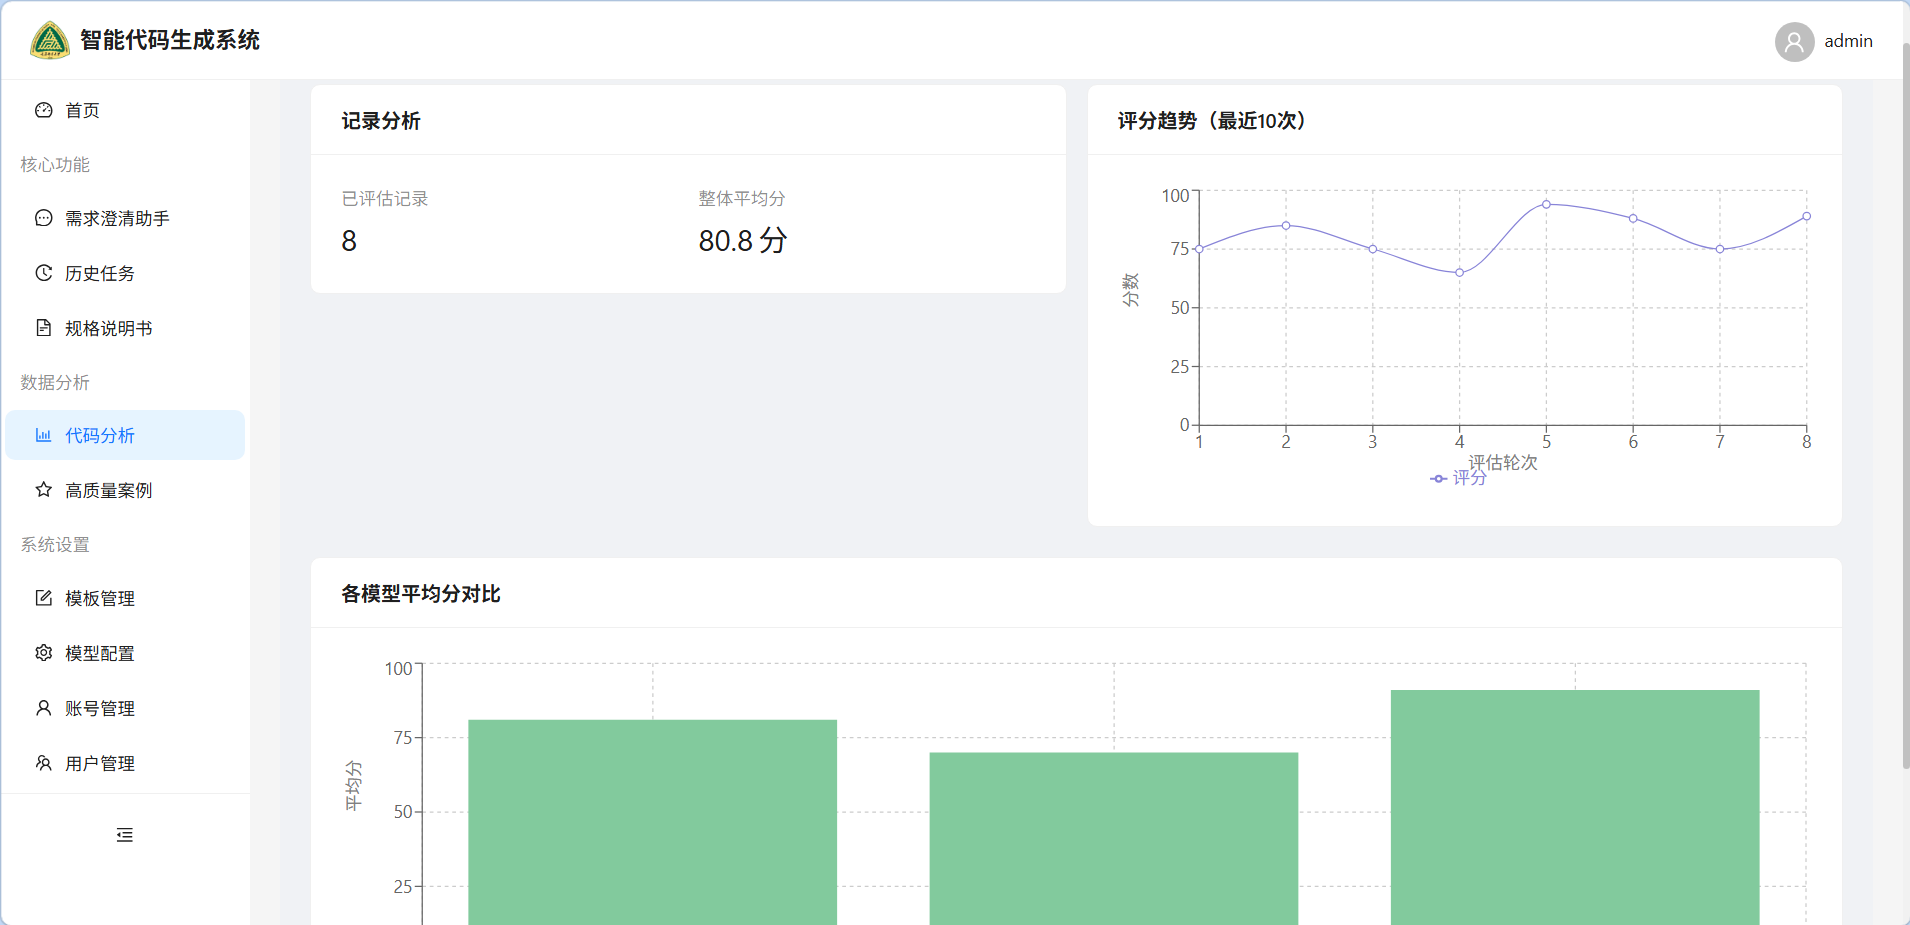 智能代码生成系统
admin
首页
核心功能
需求澄清助手
历史任务
规格说明书
数据分析
代码分析
高质量案例
系统设置
模板管理
模型配置
账号管理
用户管理
记录分析
已评估记录
8
整体平均分
80.8 分
评分趋势（最近10次）
100
75
50
25
0
分数
1 2 3 4 5 6 7 8
评估轮次
评分
各模型平均分对比
100
75
50
25
平均分